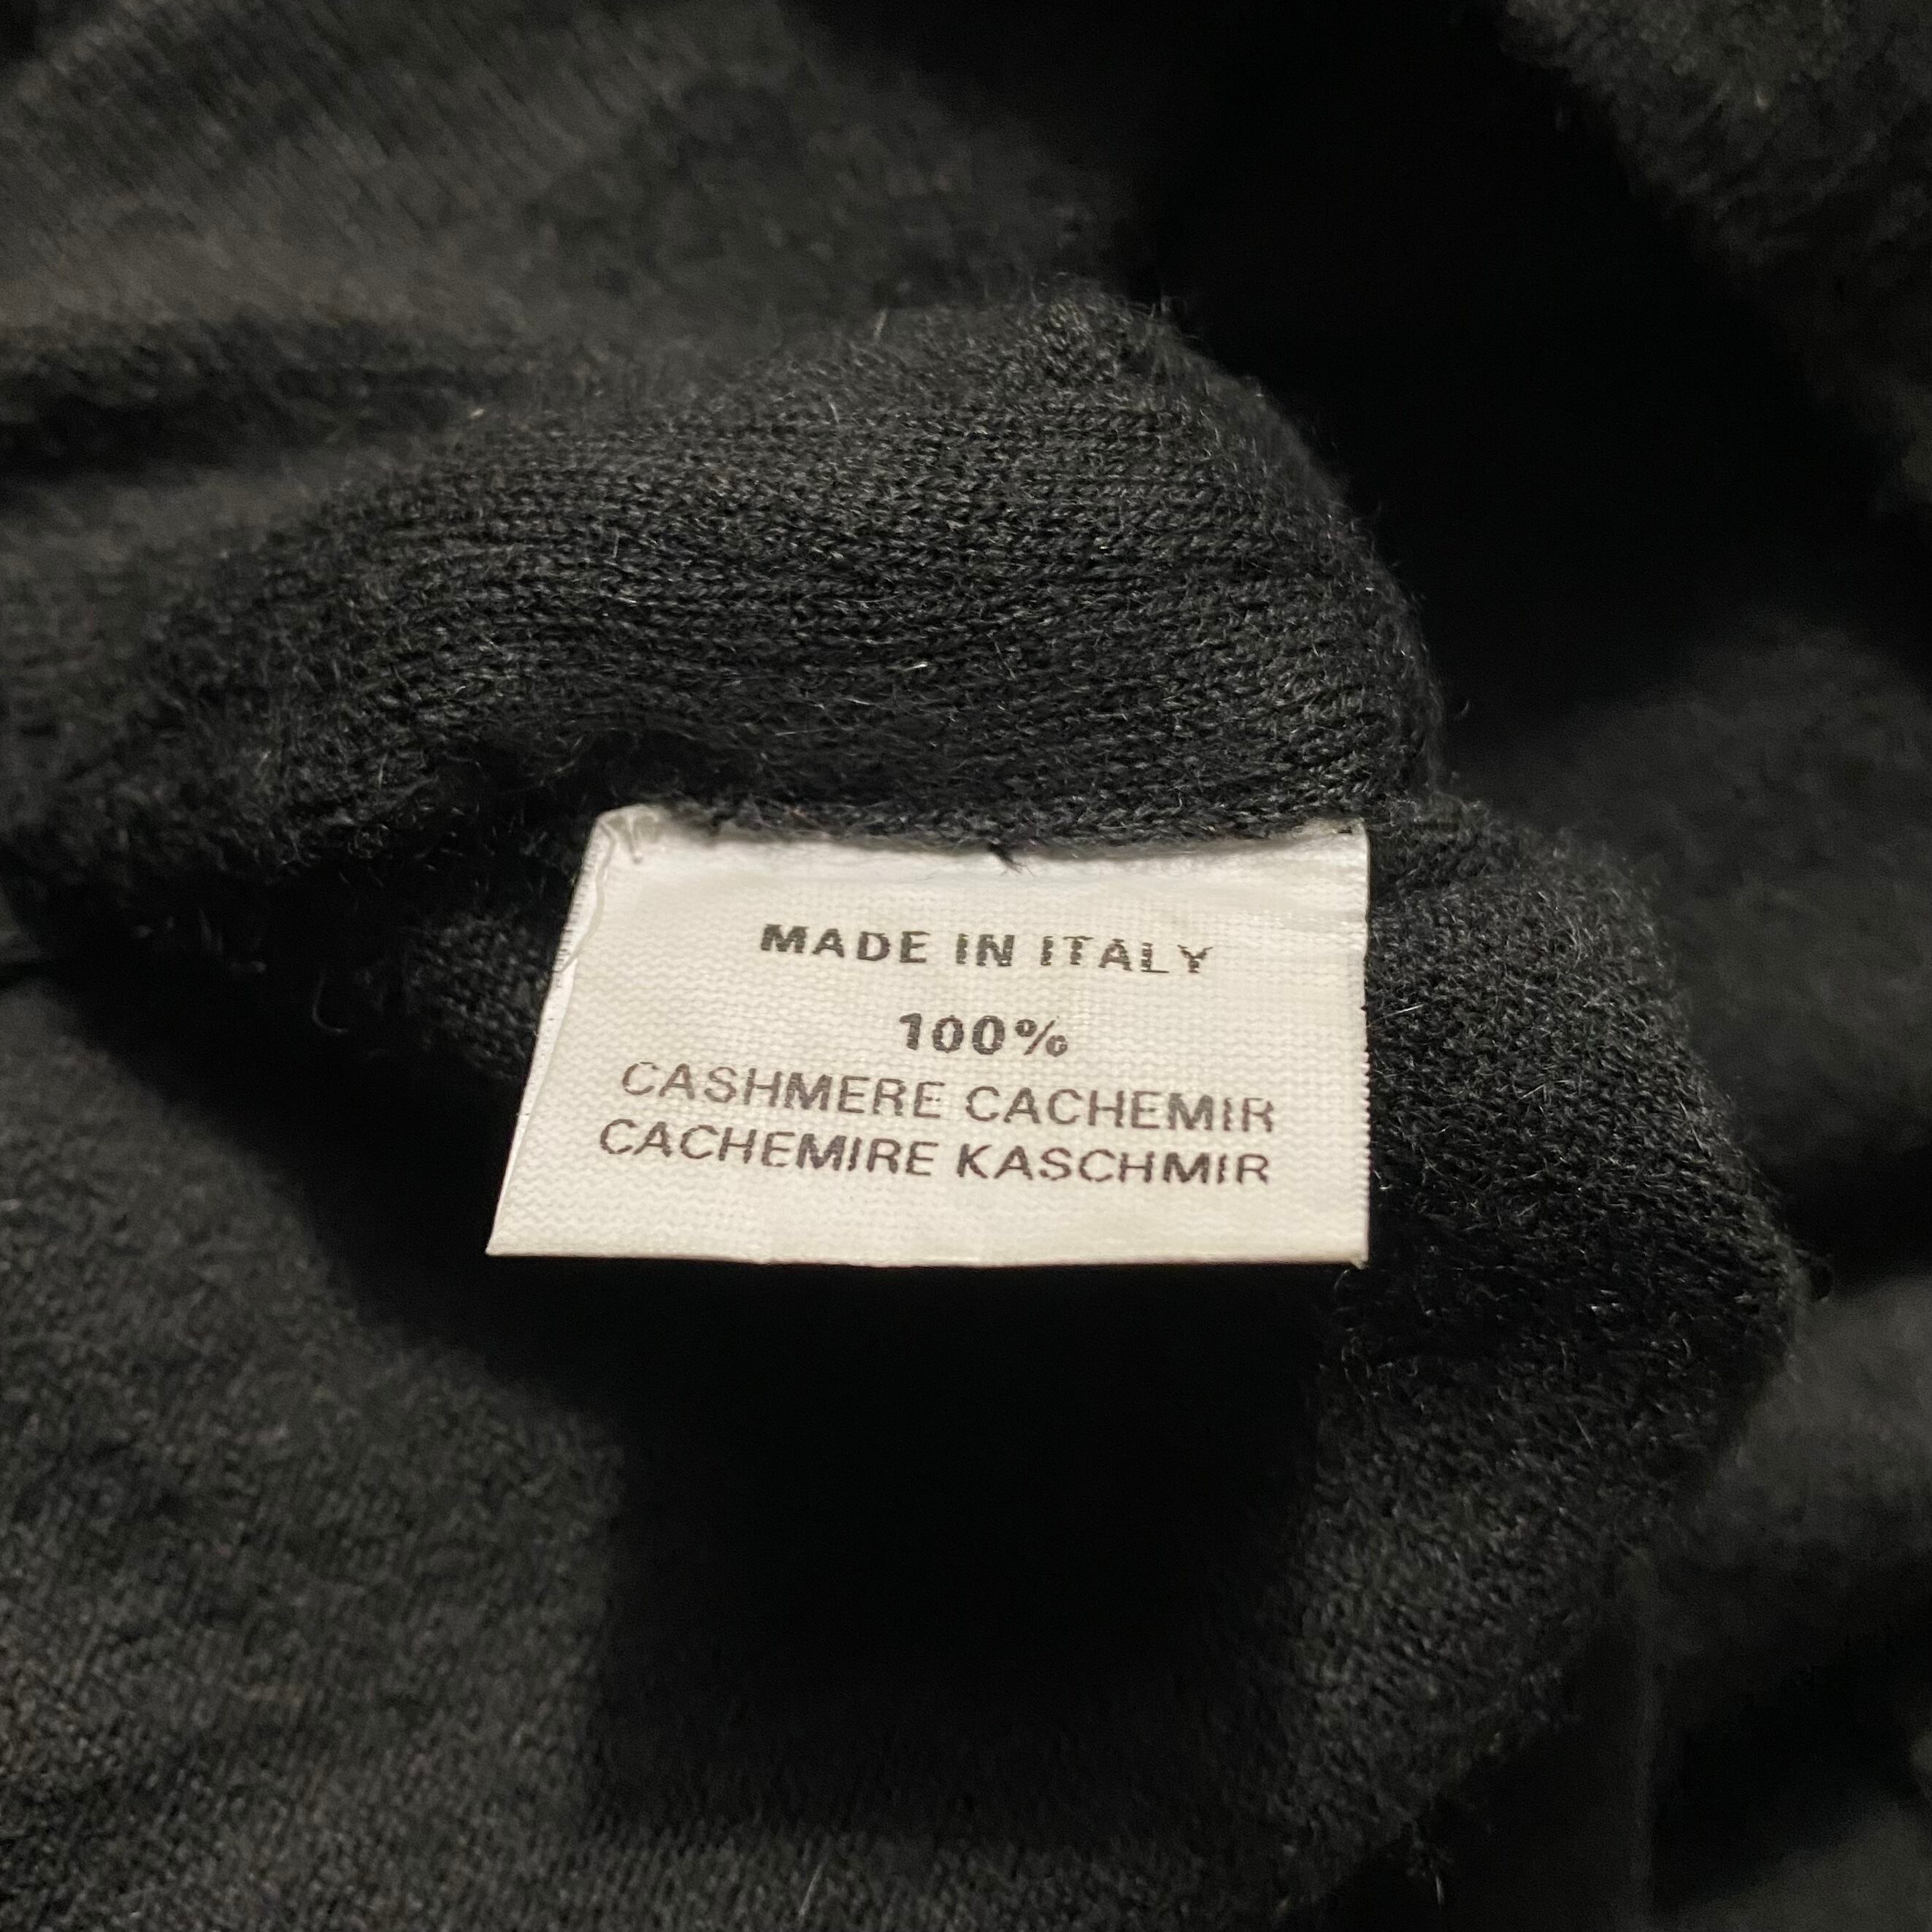 MADE IN ITALY
100%
CASHMERE CACHEMIR
CACHEMIRE KASCHMIR